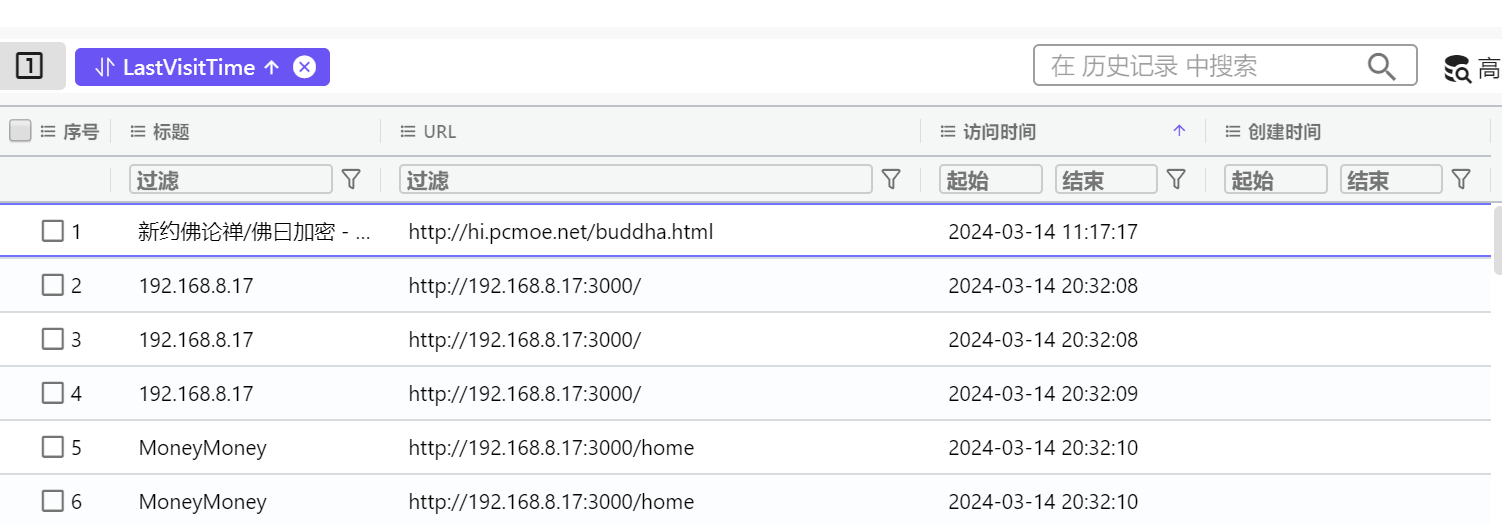 1 LastVisitTime 在 历史记录 中搜索 高
序号 标题 URL 访问时间 创建时间
过滤 过滤 起始 结束 起始 结束
1 新约佛论禅/佛曰加密 - ... http://hi.pcmoe.net/buddha.html 2024-03-14 11:17:17
2 192.168.8.17 http://192.168.8.17:3000/ 2024-03-14 20:32:08
3 192.168.8.17 http://192.168.8.17:3000/ 2024-03-14 20:32:08
4 192.168.8.17 http://192.168.8.17:3000/ 2024-03-14 20:32:09
5 MoneyMoney http://192.168.8.17:3000/home 2024-03-14 20:32:10
6 MoneyMoney http://192.168.8.17:3000/home 2024-03-14 20:32:10